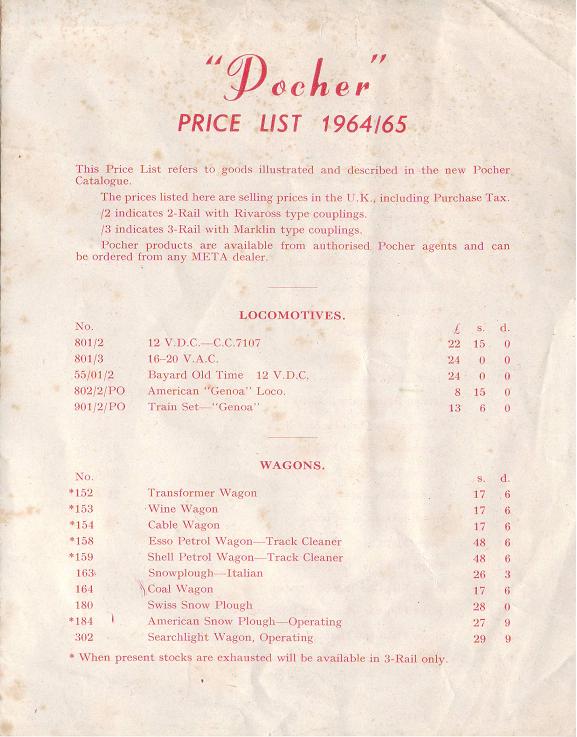 "Pocher"
PRICE LIST 1964/65
This Price List refers to goods illustrated and described in the new Pocher
Catalogue.
The prices listed here are selling prices in the U.K., including Purchase Tax.
/2 indicates 2-Rail with Rivaross type couplings.
/3 indicates 3-Rail with Marklin type couplings.
Pocher products are available from authorised Pocher agents and can
be ordered from any META dealer.
LOCOMOTIVES.
No. £ s. d.
801/2 12 V.D.C.—C.C.7107 22 15 0
801/3 16–20 V.A.C. 24 0 0
55/01/2 Bayard Old Time 12 V.D.C. 24 0 0
802/2/PO American "Genoa" Loco. 8 15 0
901/2/PO Train Set—"Genoa" 13 6 0
WAGONS.
No. s. d.
*152 Transformer Wagon 17 6
*153 Wine Wagon 17 6
*154 Cable Wagon 17 6
*158 Esso Petrol Wagon—Track Cleaner 48 6
*159 Shell Petrol Wagon—Track Cleaner 48 6
163 Snowplough—Italian 26 3
164 Coal Wagon 17 6
180 Swiss Snow Plough 28 0
*184 American Snow Plough—Operating 27 9
302 Searchlight Wagon, Operating 29 9
* When present stocks are exhausted will be available in 3-Rail only.